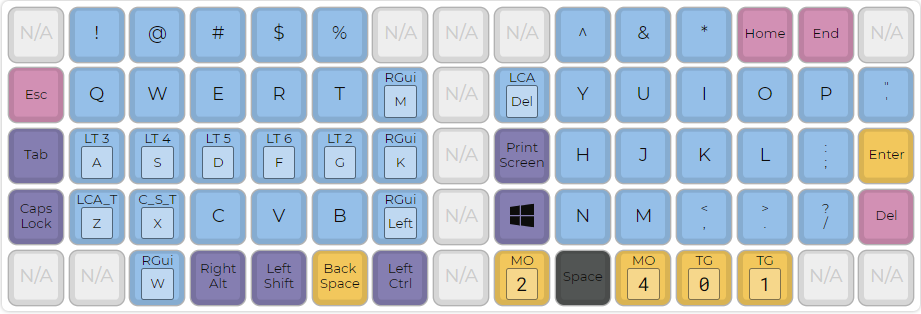 N/A ! @ # $ % N/A N/A N/A ^ & * Home End N/A
Esc Q W E R T RGui M N/A LCA Del Y U I O P " '
Tab LT 3 A LT 4 S LT 5 D LT 6 F LT 2 G RGui K N/A Print Screen H J K L : ; Enter
Caps Lock LCA_T Z C_S_T X C V B RGui Left N/A N M < , > . ? / Del
N/A N/A RGui W Right Alt Left Shift Back Space Left Ctrl N/A MO 2 Space MO 4 TG 0 TG 1 N/A N/A